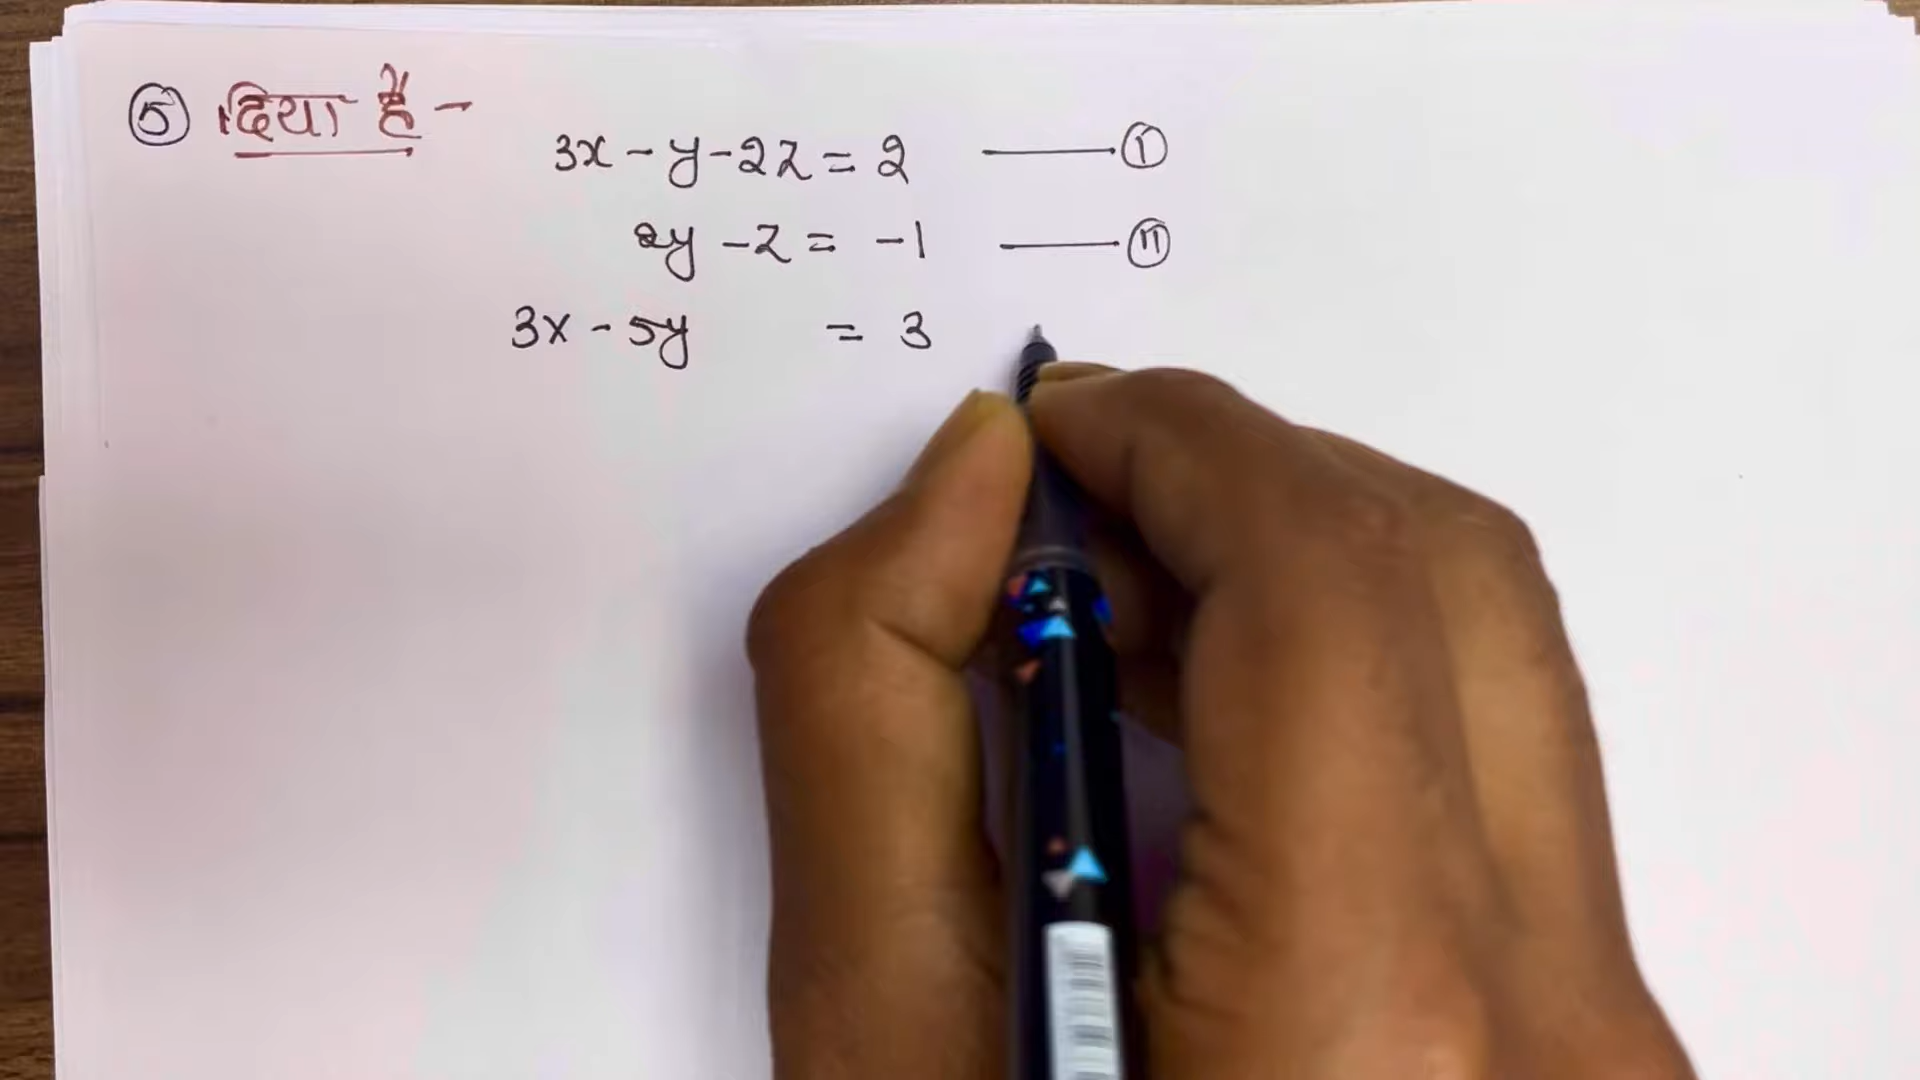 ⑤ दिया है -
3x - y - 2z = 2 —— Ⅰ
2y - z = -1 —— Ⅱ
3x - 5y = 3